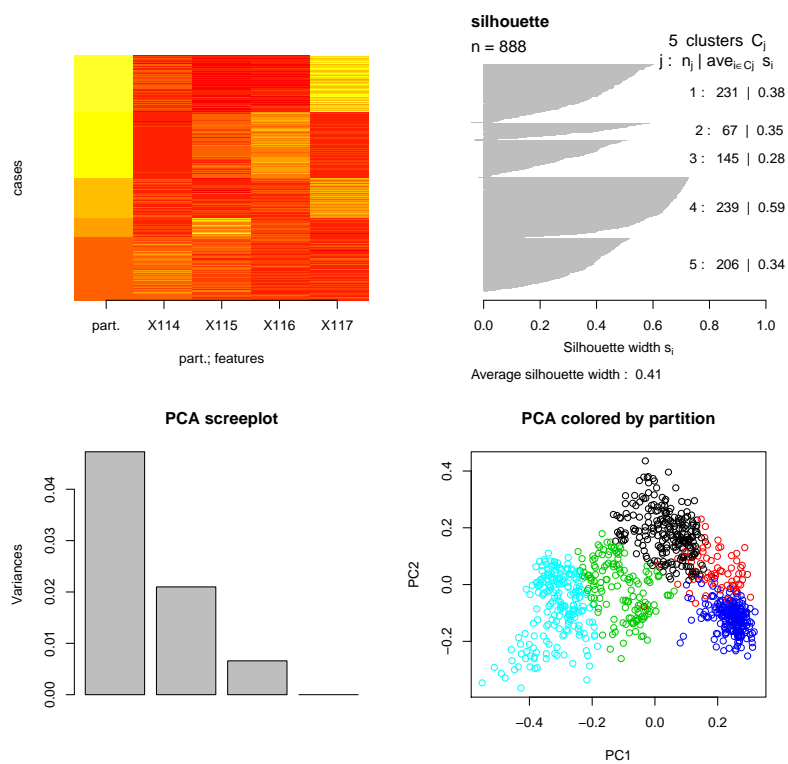 cases
part. X114 X115 X116 X117
part.; features
silhouette
n = 888
5 clusters Cj
j : nj | avei∈Cj si
1 : 231 | 0.38
2 : 67 | 0.35
3 : 145 | 0.28
4 : 239 | 0.59
5 : 206 | 0.34
0.0 0.2 0.4 0.6 0.8 1.0
Silhouette width si
Average silhouette width : 0.41
PCA screeplot
Variances
0.04
0.03
0.02
0.01
0.00
PCA colored by partition
PC2
0.4
0.2
0.0
−0.2
−0.4 −0.2 0.0 0.2
PC1